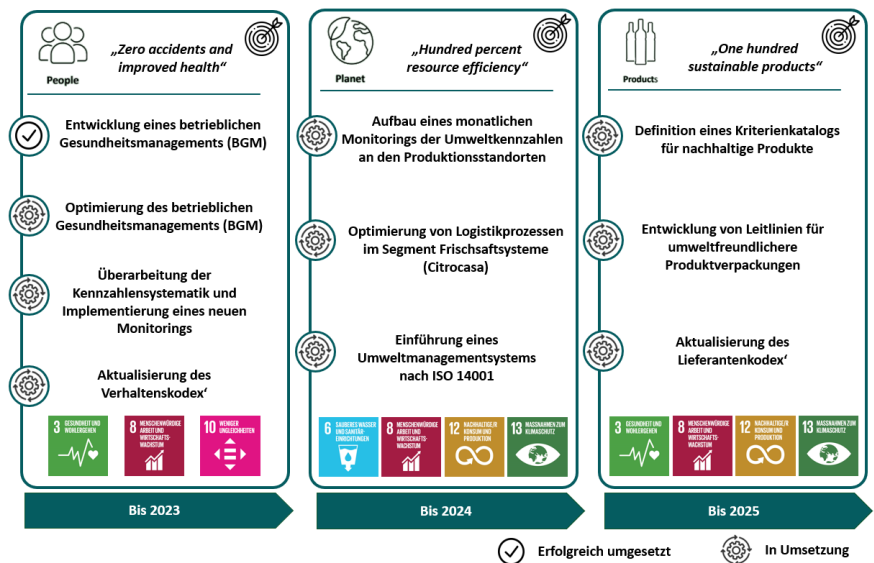 People
„Zero accidents and
improved health“
Entwicklung eines betrieblichen
Gesundheitsmanagements (BGM)
Optimierung des betrieblichen
Gesundheitsmanagements (BGM)
Überarbeitung der
Kennzahlensystematik und
Implementierung eines neuen
Monitorings
Aktualisierung des
Verhaltenskodex‘
3 GESUNDHEIT UND
WOHLERGEHEN
8 MENSCHENWÜRDIGE
ARBEIT UND
WIRTSCHAFTS-
WACHSTUM
10 WENIGER
UNGLEICHHEITEN
Bis 2023
Planet
„Hundred percent
resource efficiency“
Aufbau eines monatlichen
Monitorings der Umweltkennzahlen
an den Produktionsstandorten
Optimierung von Logistikprozessen
im Segment Frischsaftsysteme
(Citrocasa)
Einführung eines
Umweltmanagementsystems
nach ISO 14001
6 SAUBERES WASSER
UND SANITÄR-
EINRICHTUNGEN
8 MENSCHENWÜRDIGE
ARBEIT UND
WIRTSCHAFTS-
WACHSTUM
12 NACHHALTIGE/R
KONSUM UND
PRODUKTION
13 MASSNAHMEN ZUM
KLIMASCHUTZ
Bis 2024
Products
„One hundred
sustainable products“
Definition eines Kriterienkatalogs
für nachhaltige Produkte
Entwicklung von Leitlinien für
umweltfreundlichere
Produktverpackungen
Aktualisierung des
Lieferantenkodex‘
3 GESUNDHEIT UND
WOHLERGEHEN
8 MENSCHENWÜRDIGE
ARBEIT UND
WIRTSCHAFTS-
WACHSTUM
12 NACHHALTIGE/R
KONSUM UND
PRODUKTION
13 MASSNAHMEN ZUM
KLIMASCHUTZ
Bis 2025
Erfolgreich umgesetzt
In Umsetzung